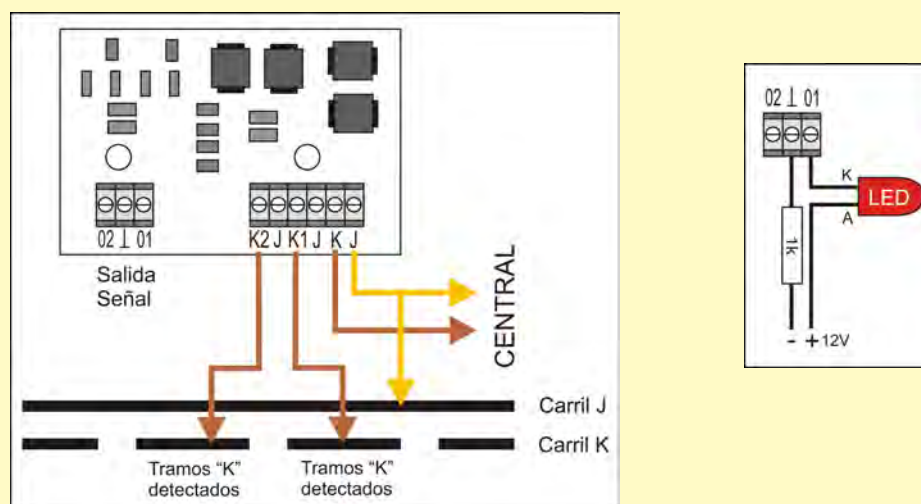 02 ⊥ 01
K2 J K1 J K J
Salida
Señal
CENTRAL
Carril J
Carril K
Tramos “K”
detectados
Tramos “K”
detectados
02 ⊥ 01
K
LED
A
1k
- + 12V